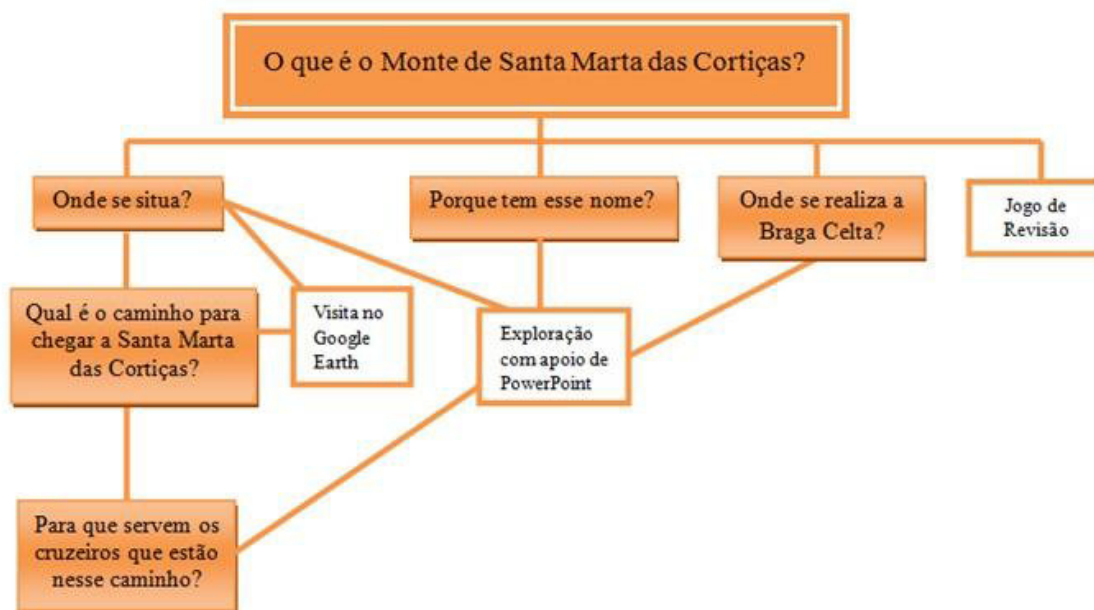 O que é o Monte de Santa Marta das Cortiças?
Onde se situa?
Porque tem esse nome?
Onde se realiza a
Braga Celta?
Jogo de
Revisão
Qual é o caminho para
chegar a Santa Marta
das Cortiças?
Visita no
Google
Earth
Exploração
com apoio de
PowerPoint
Para que servem os
cruzeiros que estão
nesse caminho?